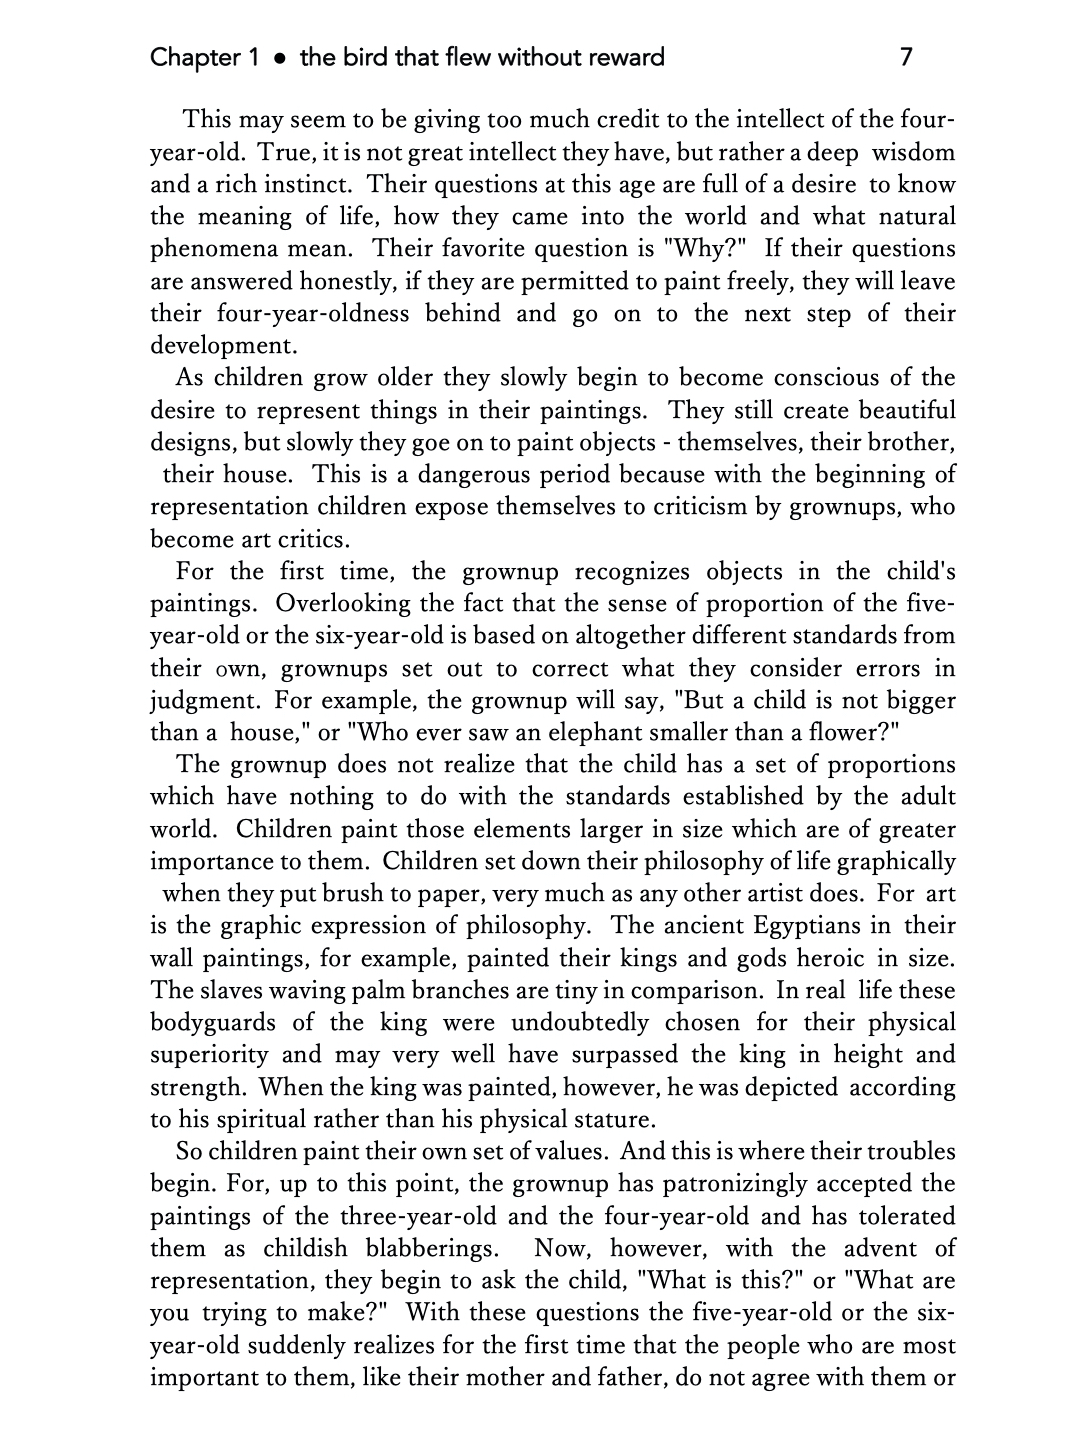 Chapter 1 ● the bird that flew without reward 7
This may seem to be giving too much credit to the intellect of the four-
year-old. True, it is not great intellect they have, but rather a deep wisdom
and a rich instinct. Their questions at this age are full of a desire to know
the meaning of life, how they came into the world and what natural
phenomena mean. Their favorite question is "Why?" If their questions
are answered honestly, if they are permitted to paint freely, they will leave
their four-year-oldness behind and go on to the next step of their
development.
As children grow older they slowly begin to become conscious of the
desire to represent things in their paintings. They still create beautiful
designs, but slowly they goe on to paint objects - themselves, their brother,
their house. This is a dangerous period because with the beginning of
representation children expose themselves to criticism by grownups, who
become art critics.
For the first time, the grownup recognizes objects in the child's
paintings. Overlooking the fact that the sense of proportion of the five-
year-old or the six-year-old is based on altogether different standards from
their own, grownups set out to correct what they consider errors in
judgment. For example, the grownup will say, "But a child is not bigger
than a house," or "Who ever saw an elephant smaller than a flower?"
The grownup does not realize that the child has a set of proportions
which have nothing to do with the standards established by the adult
world. Children paint those elements larger in size which are of greater
importance to them. Children set down their philosophy of life graphically
when they put brush to paper, very much as any other artist does. For art
is the graphic expression of philosophy. The ancient Egyptians in their
wall paintings, for example, painted their kings and gods heroic in size.
The slaves waving palm branches are tiny in comparison. In real life these
bodyguards of the king were undoubtedly chosen for their physical
superiority and may very well have surpassed the king in height and
strength. When the king was painted, however, he was depicted according
to his spiritual rather than his physical stature.
So children paint their own set of values. And this is where their troubles
begin. For, up to this point, the grownup has patronizingly accepted the
paintings of the three-year-old and the four-year-old and has tolerated
them as childish blabberings. Now, however, with the advent of
representation, they begin to ask the child, "What is this?" or "What are
you trying to make?" With these questions the five-year-old or the six-
year-old suddenly realizes for the first time that the people who are most
important to them, like their mother and father, do not agree with them or